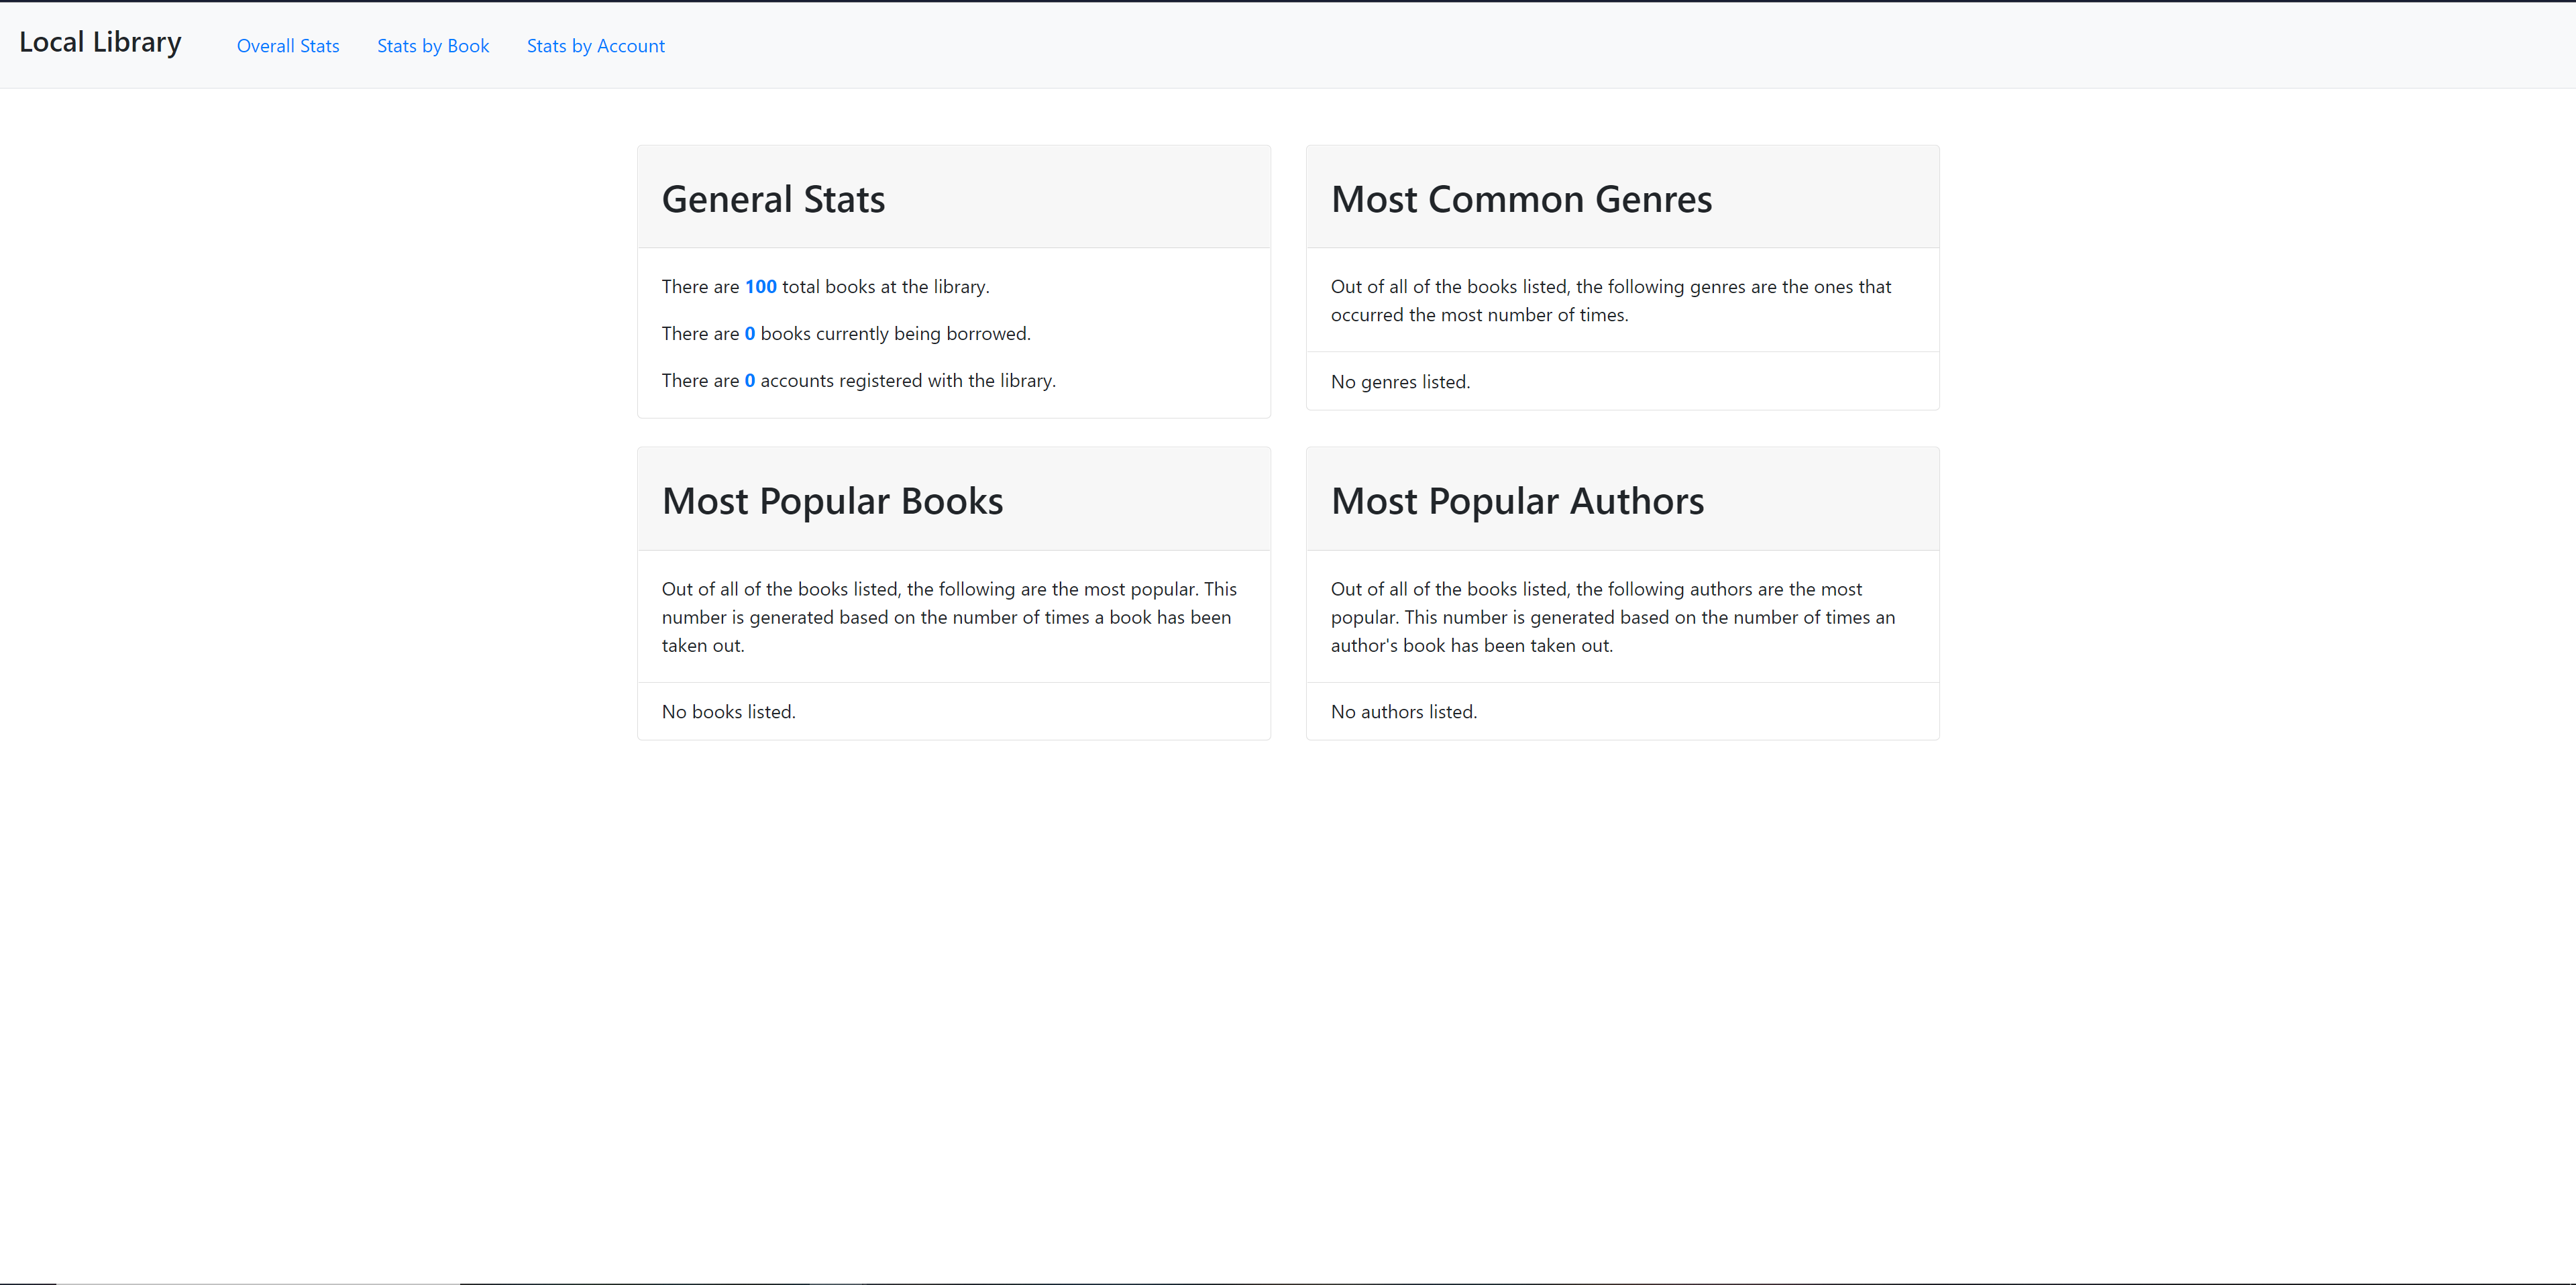 Local Library
Overall Stats
Stats by Book
Stats by Account
General Stats
There are 100 total books at the library.
There are 0 books currently being borrowed.
There are 0 accounts registered with the library.
Most Common Genres
Out of all of the books listed, the following genres are the ones that
occurred the most number of times.
No genres listed.
Most Popular Books
Out of all of the books listed, the following are the most popular. This
number is generated based on the number of times a book has been
taken out.
No books listed.
Most Popular Authors
Out of all of the books listed, the following authors are the most
popular. This number is generated based on the number of times an
author's book has been taken out.
No authors listed.